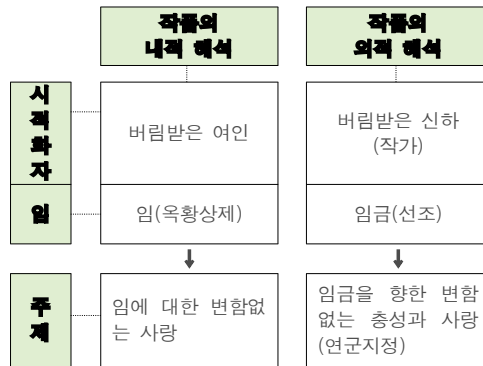 작품의
내적 해석
작품의
외적 해석
시
적
화
자
버림받은 여인
버림받은 신하
(작가)
임
임(옥황상제)
임금(선조)
주
제
임에 대한 변함없
는 사랑
임금을 향한 변함
없는 충성과 사랑
(연군지정)